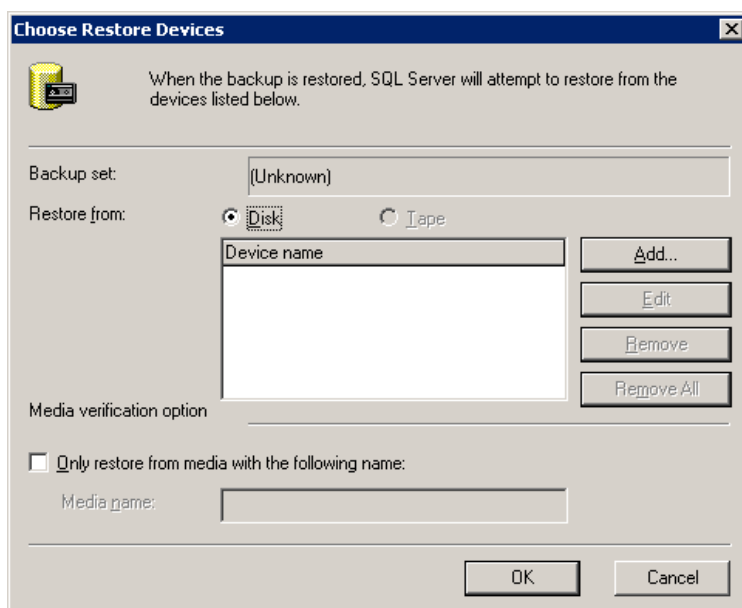 Choose Restore Devices
When the backup is restored, SQL Server will attempt to restore from the
devices listed below.
Backup set:
(Unknown)
Restore from:
Disk
Tape
Device name
Add...
Edit
Remove
Remove All
Media verification option
Only restore from media with the following name:
Media name:
OK
Cancel